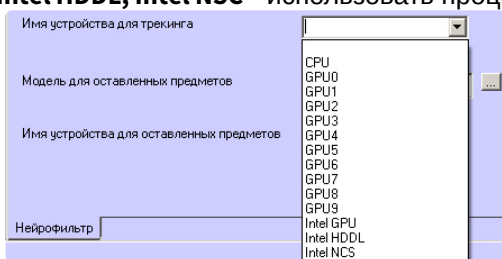 Intel HDDL, Intel NSC - использовать проц
Имя устройства для трекинга
CPU
Модель для оставленных предметов
GPU0
...
GPU1
GPU2
GPU3
Имя устройства для оставленных предметов
GPU4
GPU5
GPU6
GPU7
GPU8
GPU9
Нейрофильтр
Intel GPU
Intel HDDL
Intel NCS